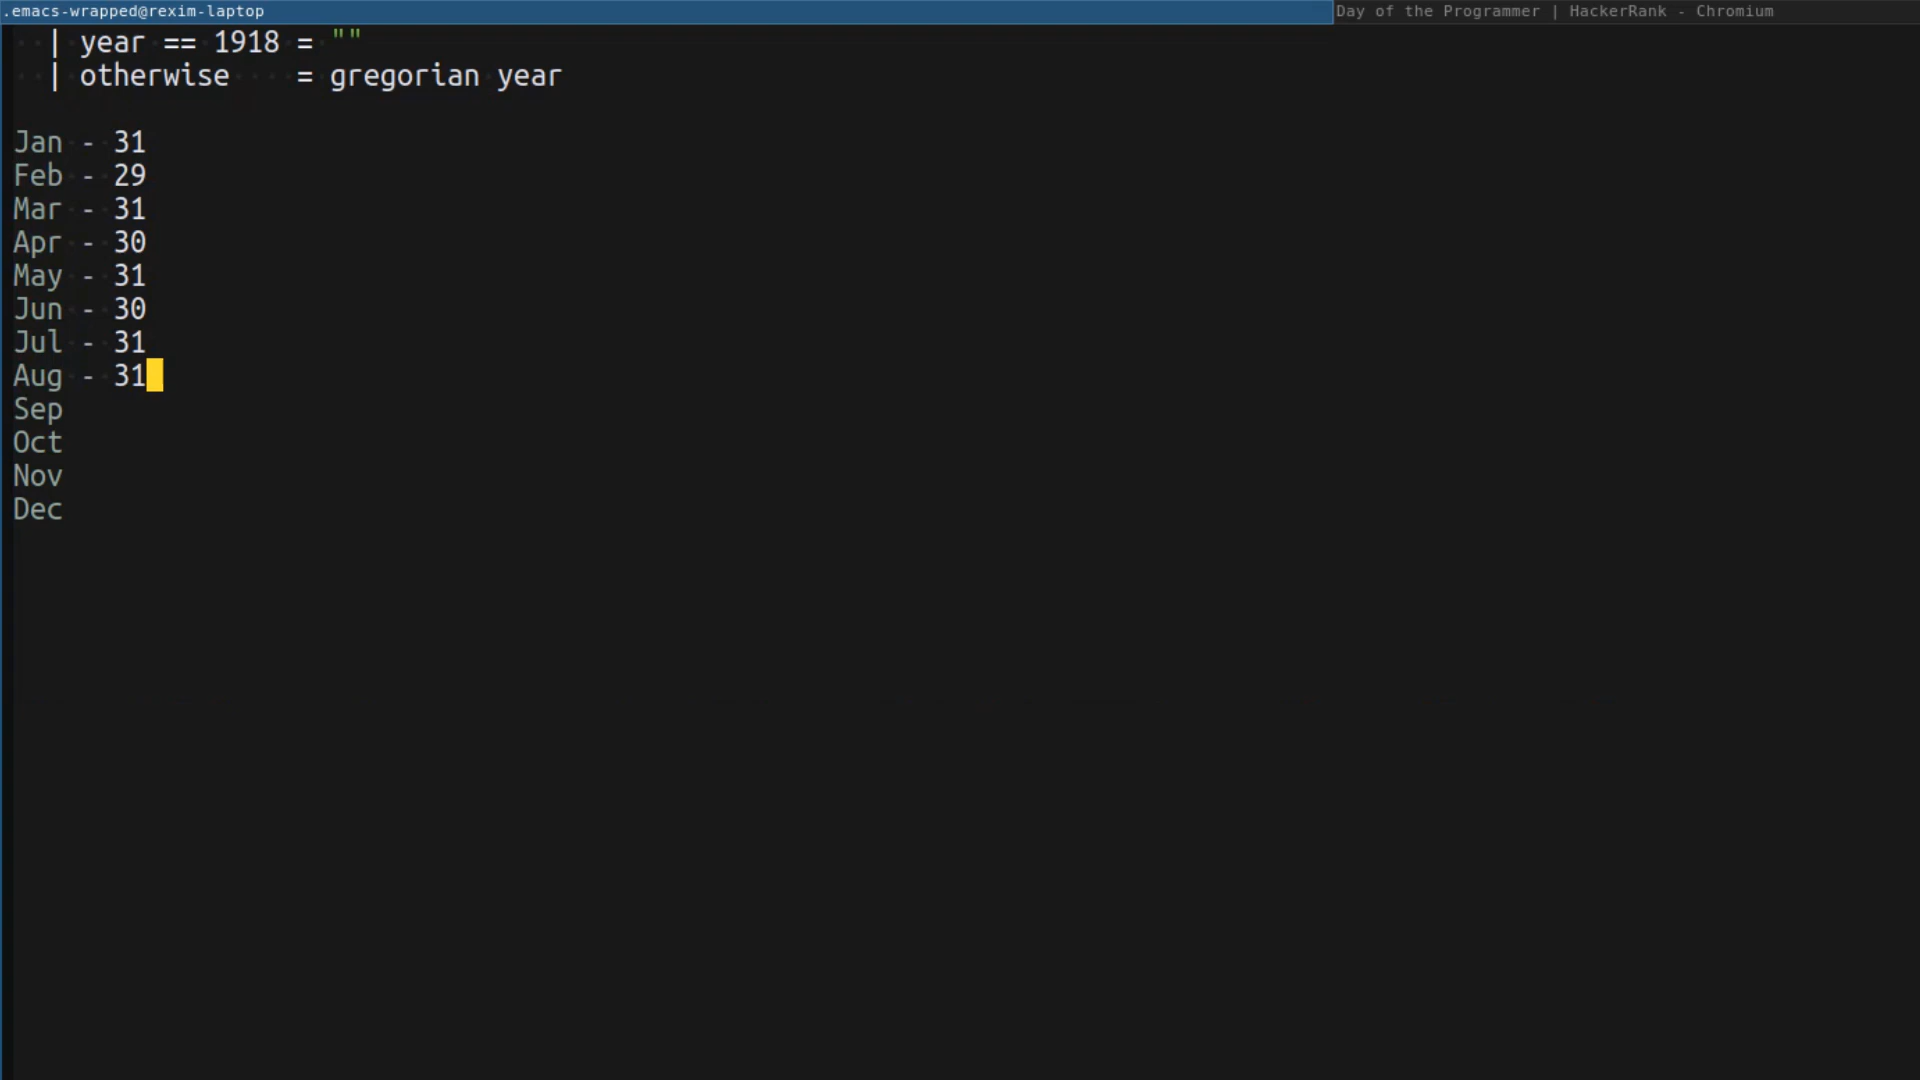 .emacs-wrapped@rexim-laptop
Day of the Programmer | HackerRank - Chromium
| year == 1918 = ""
| otherwise = gregorian year
Jan - 31
Feb - 29
Mar - 31
Apr - 30
May - 31
Jun - 30
Jul - 31
Aug - 31
Sep
Oct
Nov
Dec